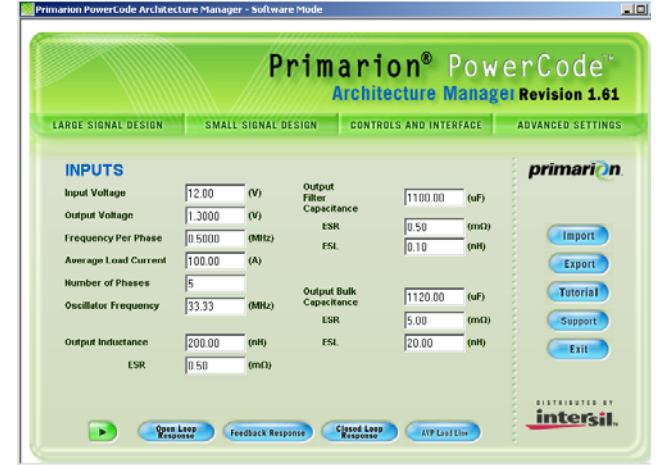 Primarion PowerCode Architecture Manager - Software Mode
Primarion® PowerCode™
Architecture Manager Revision 1.61
LARGE SIGNAL DESIGN SMALL SIGNAL DESIGN CONTROLS AND INTERFACE ADVANCED SETTINGS
INPUTS
primarion
Input Voltage 12.00 (V)
Output Voltage 1.3000 (V)
Frequency Per Phase 0.5000 (MHz)
Average Load Current 100.00 (A)
Number of Phases 5
Oscillator Frequency 33.33 (MHz)
Output Inductance 200.00 (nH)
ESR 0.50 (mΩ)
Output
Filter
Capacitance 1100.00 (uF)
ESR 0.50 (mΩ)
ESL 0.10 (nH)
Output Bulk
Capacitance 1120.00 (uF)
ESR 5.00 (mΩ)
ESL 20.00 (nH)
Import
Export
Tutorial
Support
Exit
Open Loop
Response
Feedback Response
Closed Loop
Response
AVP Load Line
DISTRIBUTED BY
intersil